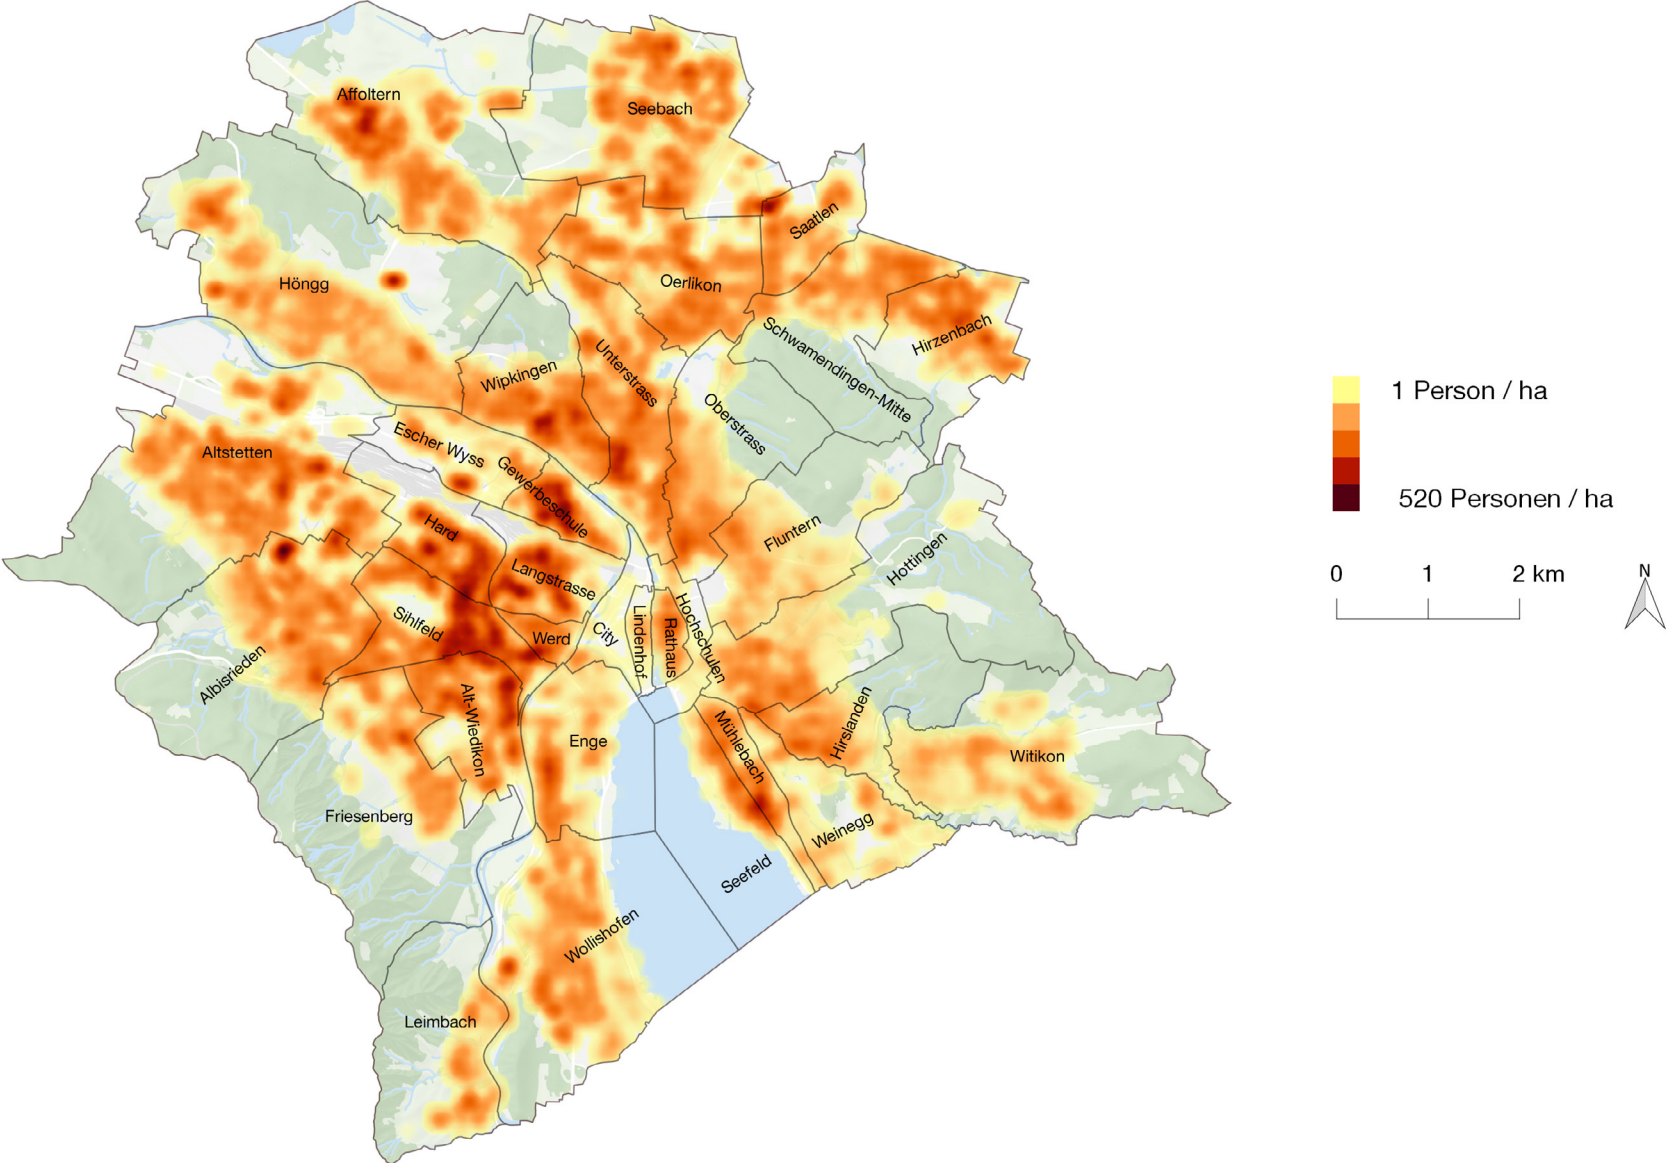 Affoltern
Seebach
Saatlen
Höngg
Oerlikon
Hirzenbach
Schwamendingen-Mitte
Unterstrass
Wipkingen
Oberstrass
Escher Wyss
Altstetten
Gewerbeschule
Hard
Fluntern
Hottingen
Langstrasse
Sihlfeld
Werd
City
Lindenhof
Rathaus
Hochschulen
Albisrieden
Alt-Wiedikon
Enge
Mühlebach
Hirslanden
Witikon
Friesenberg
Weinegg
Seefeld
Wollishofen
Leimbach
1 Person / ha
520 Personen / ha
0 1 2 km
N